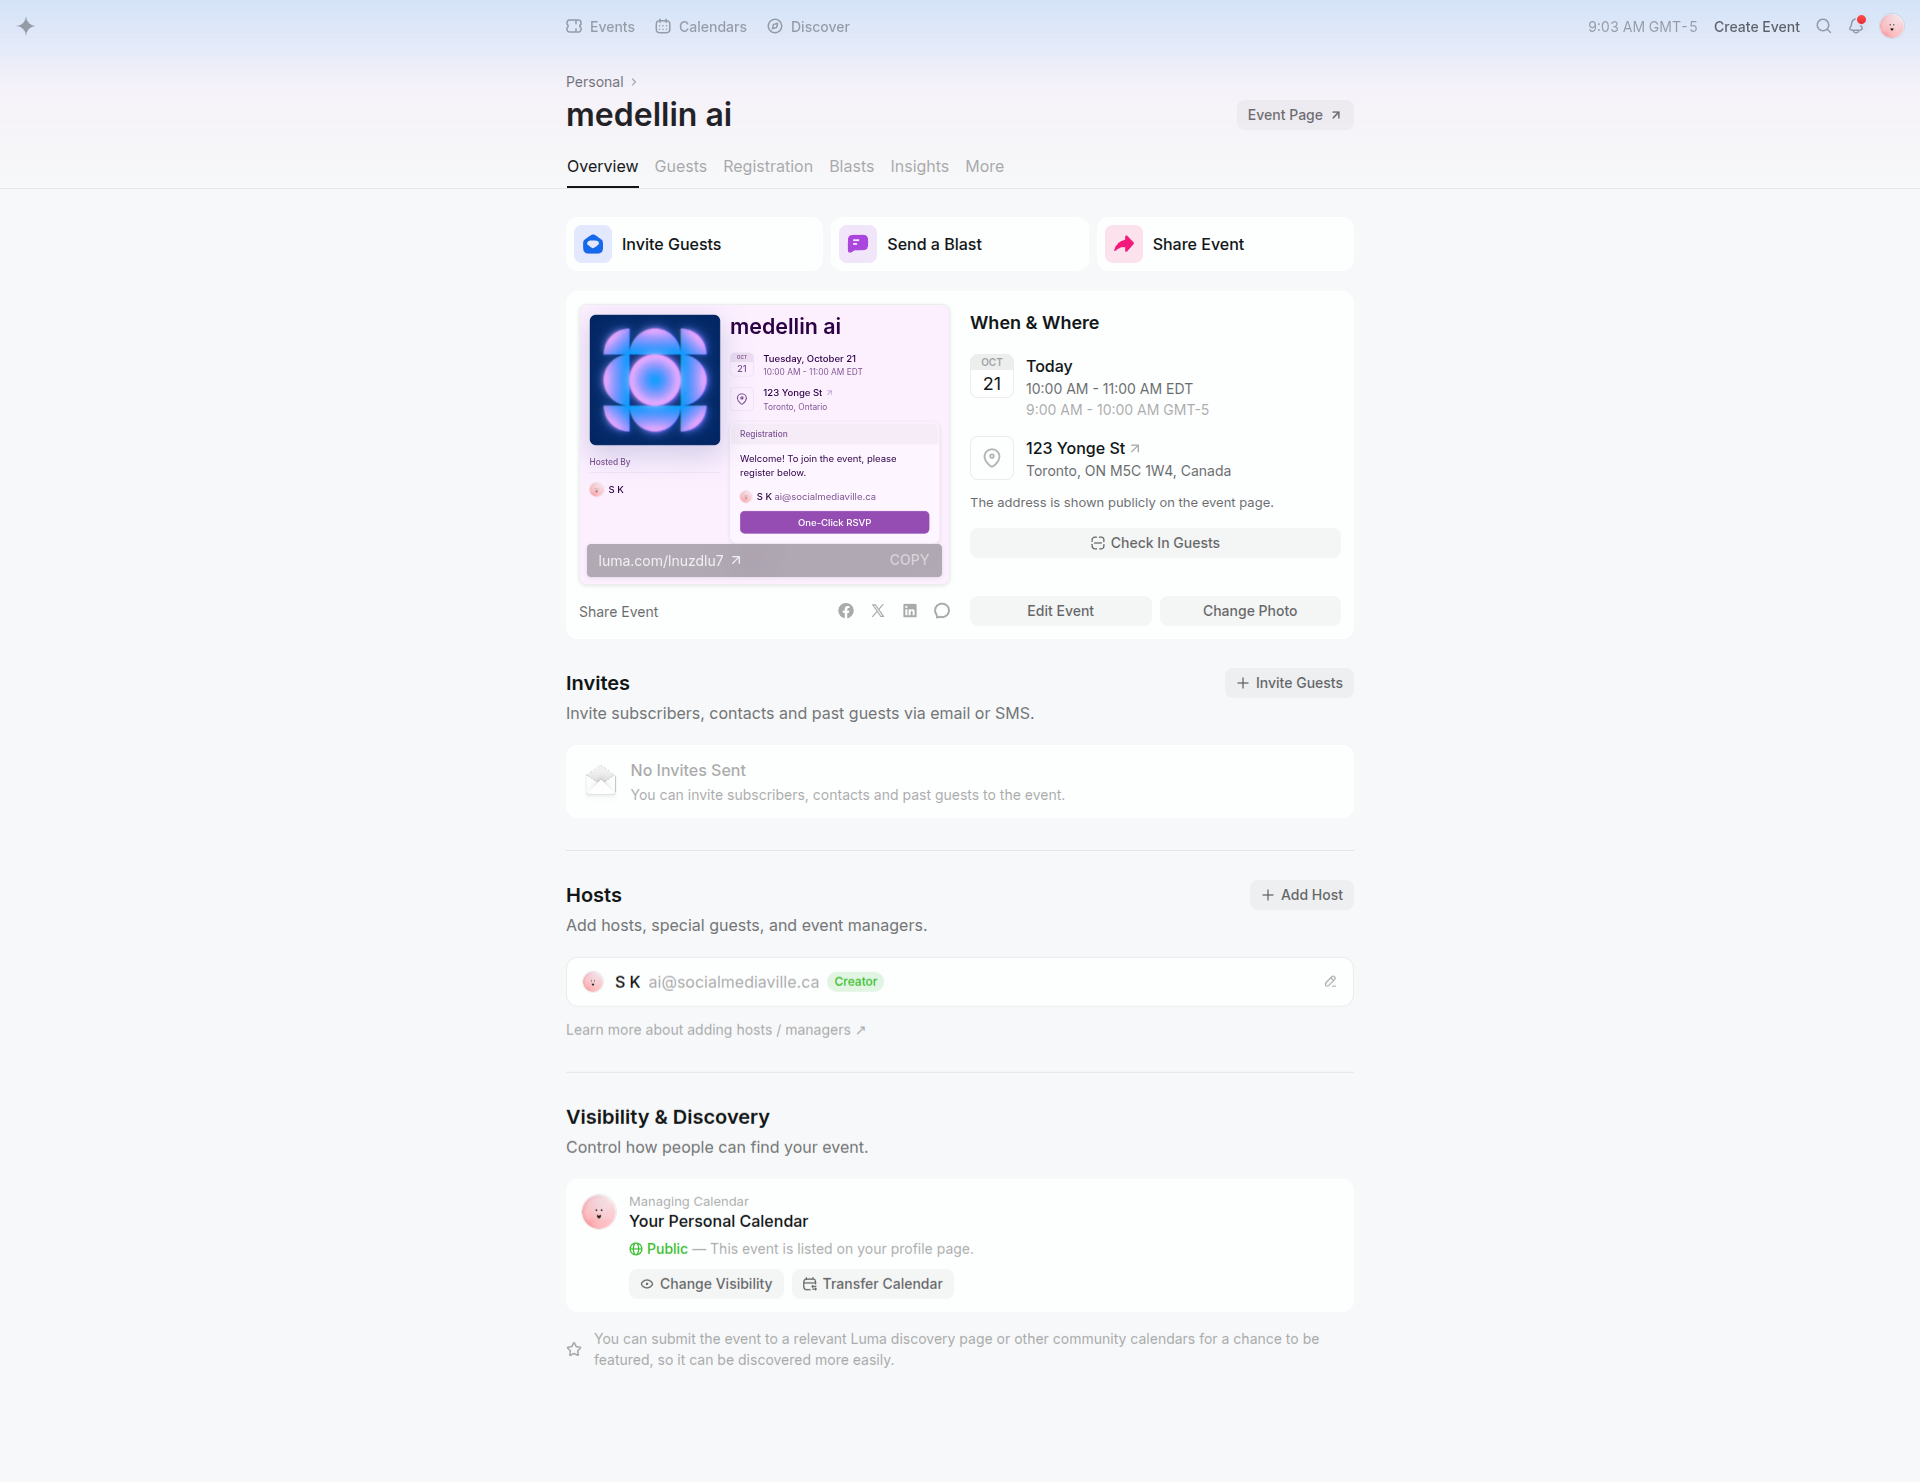 Events
Calendars
Discover
9:03 AM GMT-5
Create Event
Personal ›
medellin ai
Event Page
Overview
Guests
Registration
Blasts
Insights
More
Invite Guests
Send a Blast
Share Event
medellin ai
OCT
21
Tuesday, October 21
10:00 AM - 11:00 AM EDT
123 Yonge St
Toronto, Ontario
Registration
Welcome! To join the event, please
register below.
S K ai@socialmediaville.ca
One-Click RSVP
Hosted By
S K
luma.com/lnuzdlu7 ↗
COPY
Share Event
When & Where
OCT
21
Today
10:00 AM - 11:00 AM EDT
9:00 AM - 10:00 AM GMT-5
123 Yonge St
Toronto, ON M5C 1W4, Canada
The address is shown publicly on the event page.
Check In Guests
Edit Event
Change Photo
Invites
Invite Guests
Invite subscribers, contacts and past guests via email or SMS.
No Invites Sent
You can invite subscribers, contacts and past guests to the event.
Hosts
Add Host
Add hosts, special guests, and event managers.
S K ai@socialmediaville.ca Creator
Learn more about adding hosts / managers ↗
Visibility & Discovery
Control how people can find your event.
Managing Calendar
Your Personal Calendar
Public — This event is listed on your profile page.
Change Visibility
Transfer Calendar
You can submit the event to a relevant Luma discovery page or other community calendars for a chance to be
featured, so it can be discovered more easily.